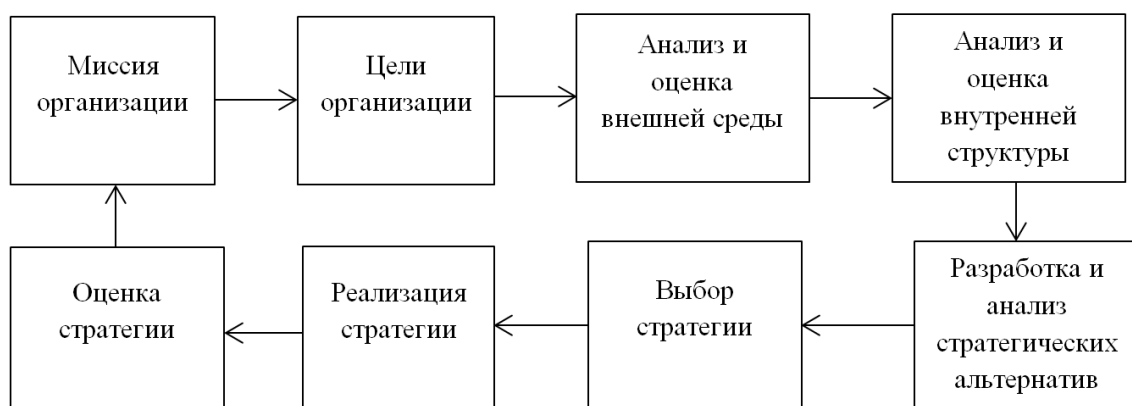 Миссия
организации
Цели
организации
Анализ и
оценка
внешней среды
Анализ и
оценка
внутренней
структуры
Оценка
стратегии
Реализация
стратегии
Выбор
стратегии
Разработка и
анализ
стратегических
альтернатив